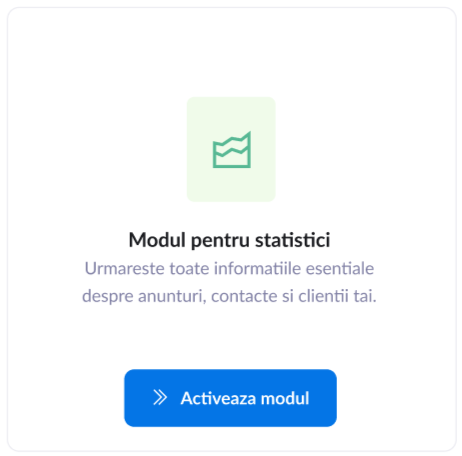 Modul pentru statistici
Urmareste toate informatiile esentiale
despre anunturi, contacte si clientii tai.
Activeaza modul